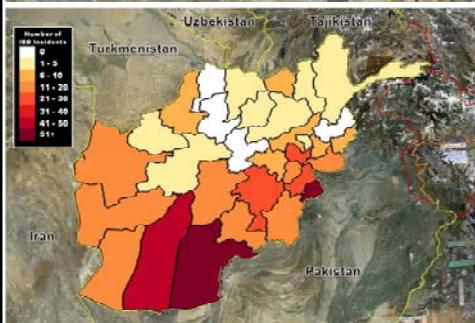 Number of
IED Incidents
0
1 - 5
6 - 10
11 - 20
21 - 30
31 - 40
41 - 50
51+
Uzbekistan
Tajikistan
Turkmenistan
Iran
Pakistan